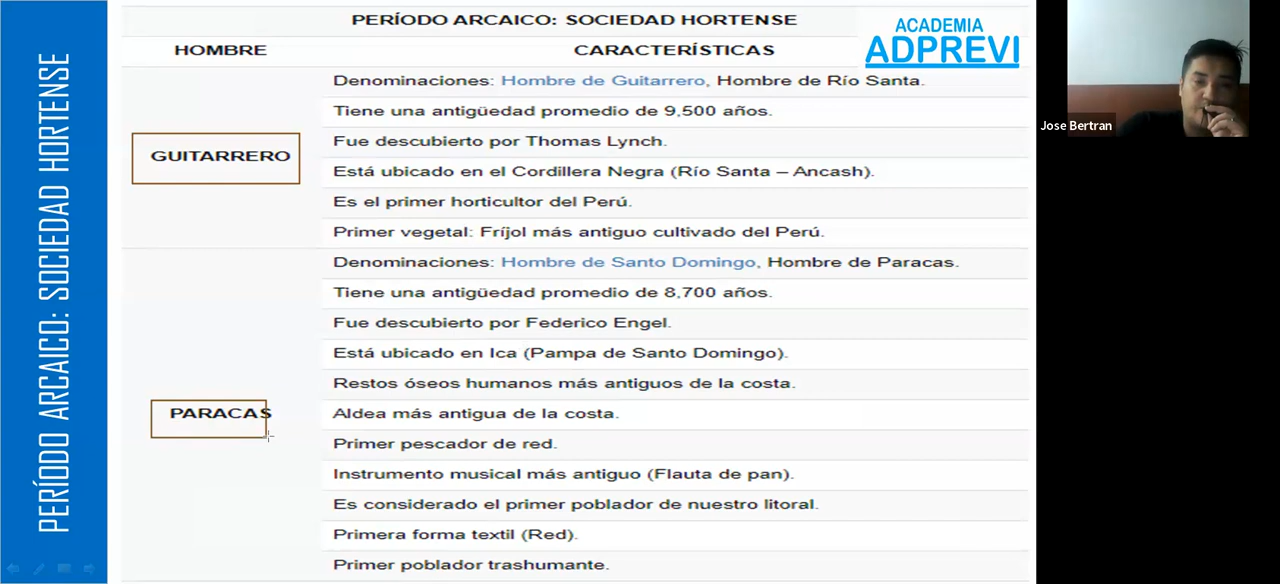 PERÍODO ARCAICO: SOCIEDAD HORTENSE
PERÍODO ARCAICO: SOCIEDAD HORTENSE
ACADEMIA
ADPREVI
HOMBRE CARACTERÍSTICAS
GUITARRERO
Denominaciones: Hombre de Guitarrero, Hombre de Río Santa.
Tiene una antigüedad promedio de 9,500 años.
Fue descubierto por Thomas Lynch.
Está ubicado en el Cordillera Negra (Río Santa – Ancash).
Es el primer horticultor del Perú.
Primer vegetal: Fríjol más antiguo cultivado del Perú.
PARACAS
Denominaciones: Hombre de Santo Domingo, Hombre de Paracas.
Tiene una antigüedad promedio de 8,700 años.
Fue descubierto por Federico Engel.
Está ubicado en Ica (Pampa de Santo Domingo).
Restos óseos humanos más antiguos de la costa.
Aldea más antigua de la costa.
Primer pescador de red.
Instrumento musical más antiguo (Flauta de pan).
Es considerado el primer poblador de nuestro litoral.
Primera forma textil (Red).
Primer poblador trashumante.
Jose Bertran